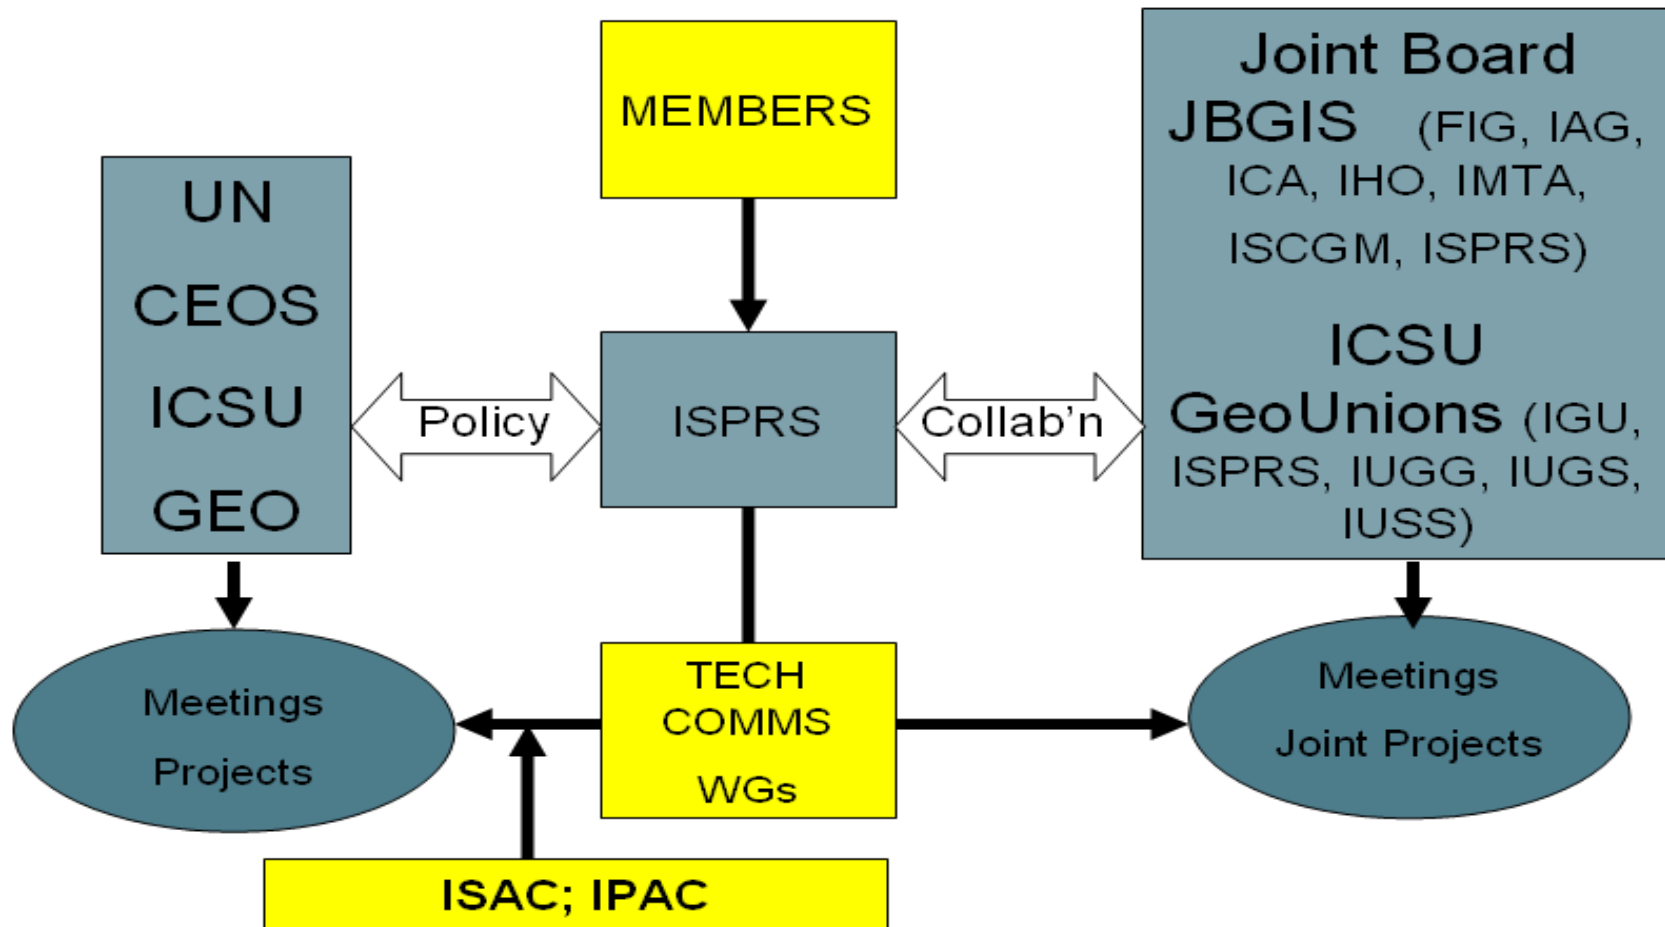 MEMBERS
UN
CEOS
ICSU
GEO
Policy
ISPRS
Collab'n
Joint Board
JBGIS (FIG, IAG,
ICA, IHO, IMTA,
ISCGM, ISPRS)
ICSU
GeoUnions (IGU,
ISPRS, IUGG, IUGS,
IUSS)
Meetings
Projects
TECH
COMMS
WGs
Meetings
Joint Projects
ISAC; IPAC